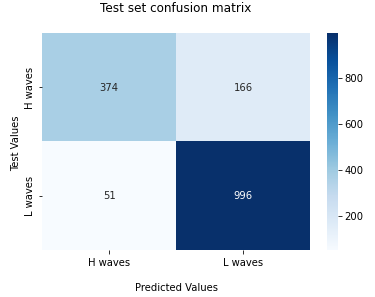 Test set confusion matrix
H waves
374
166
800
600
Test Values
400
L waves
51
996
200
H waves
L waves
Predicted Values